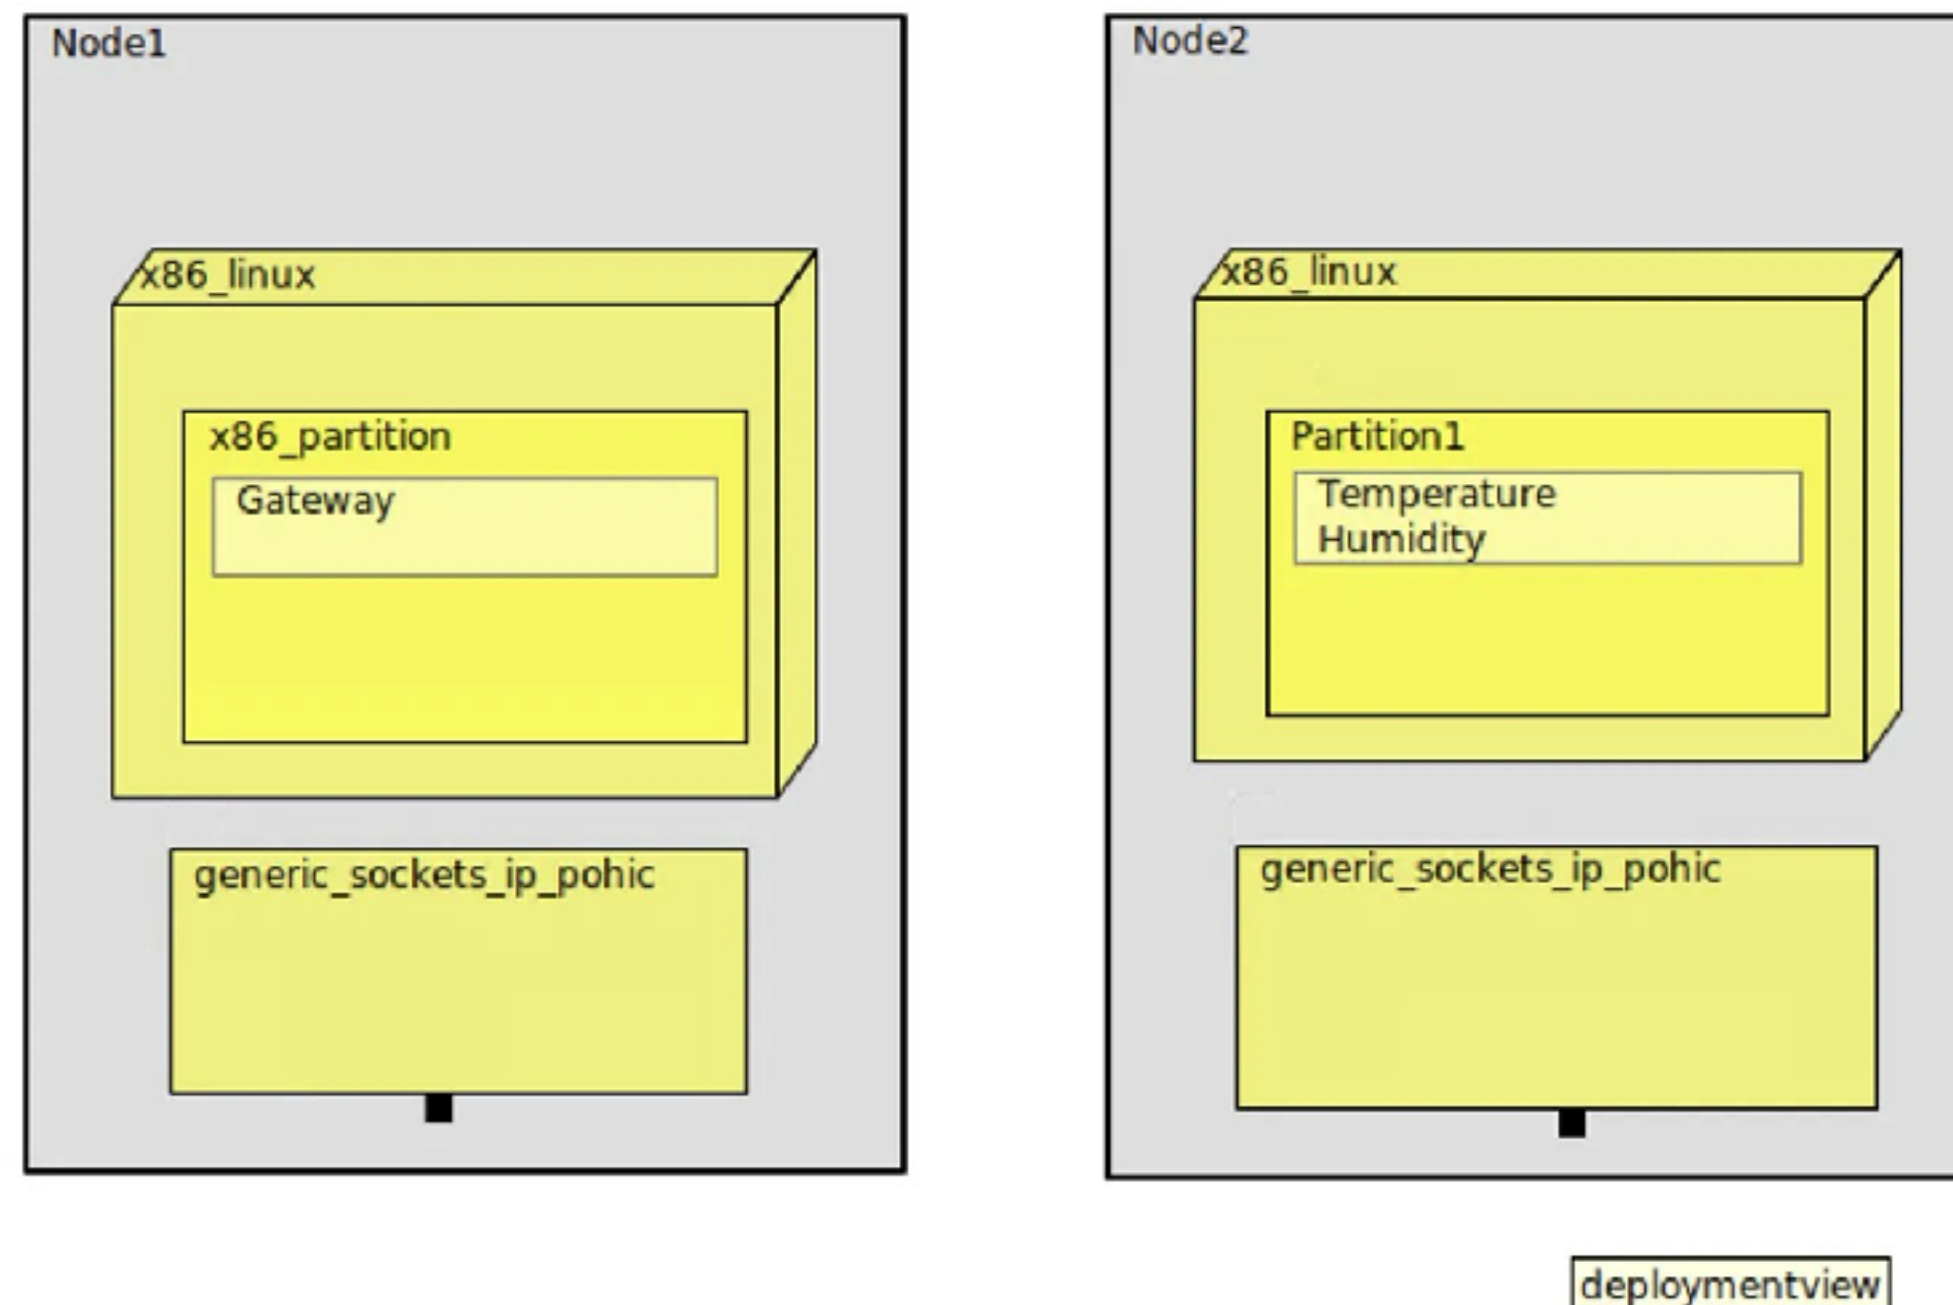 Node1
x86_linux
x86_partition
Gateway
generic_sockets_ip_pohic
Node2
x86_linux
Partition1
Temperature
Humidity
generic_sockets_ip_pohic
deploymentview